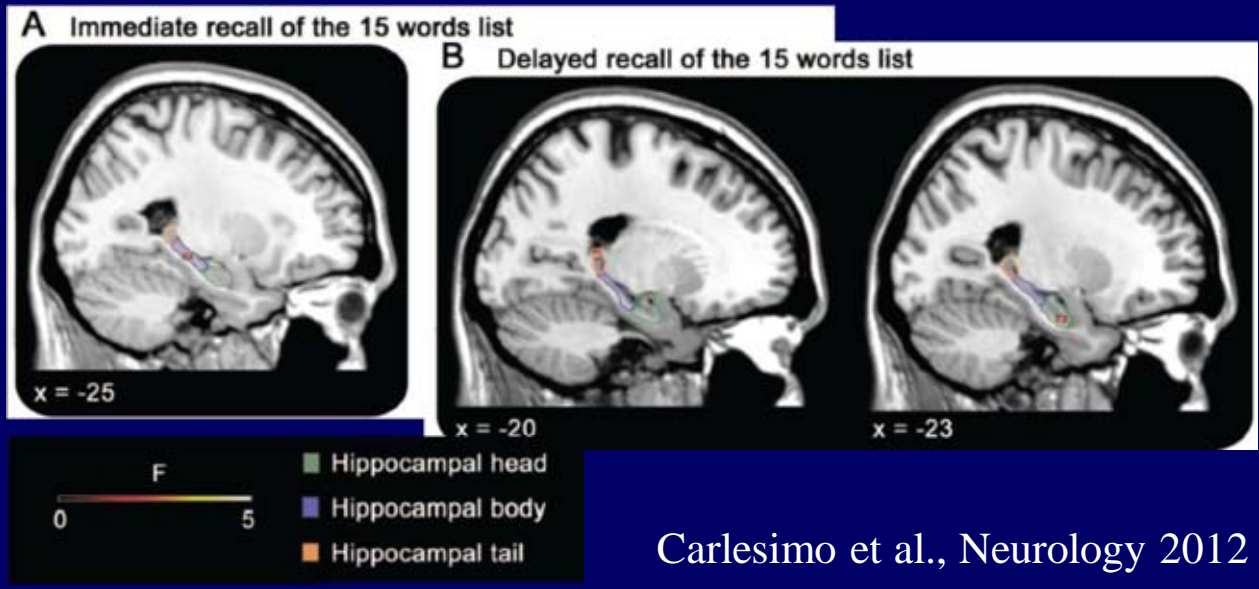 A Immediate recall of the 15 words list
B Delayed recall of the 15 words list
x = -25
x = -20
x = -23
F
0 5
Hippocampal head
Hippocampal body
Hippocampal tail
Carlesimo et al., Neurology 2012